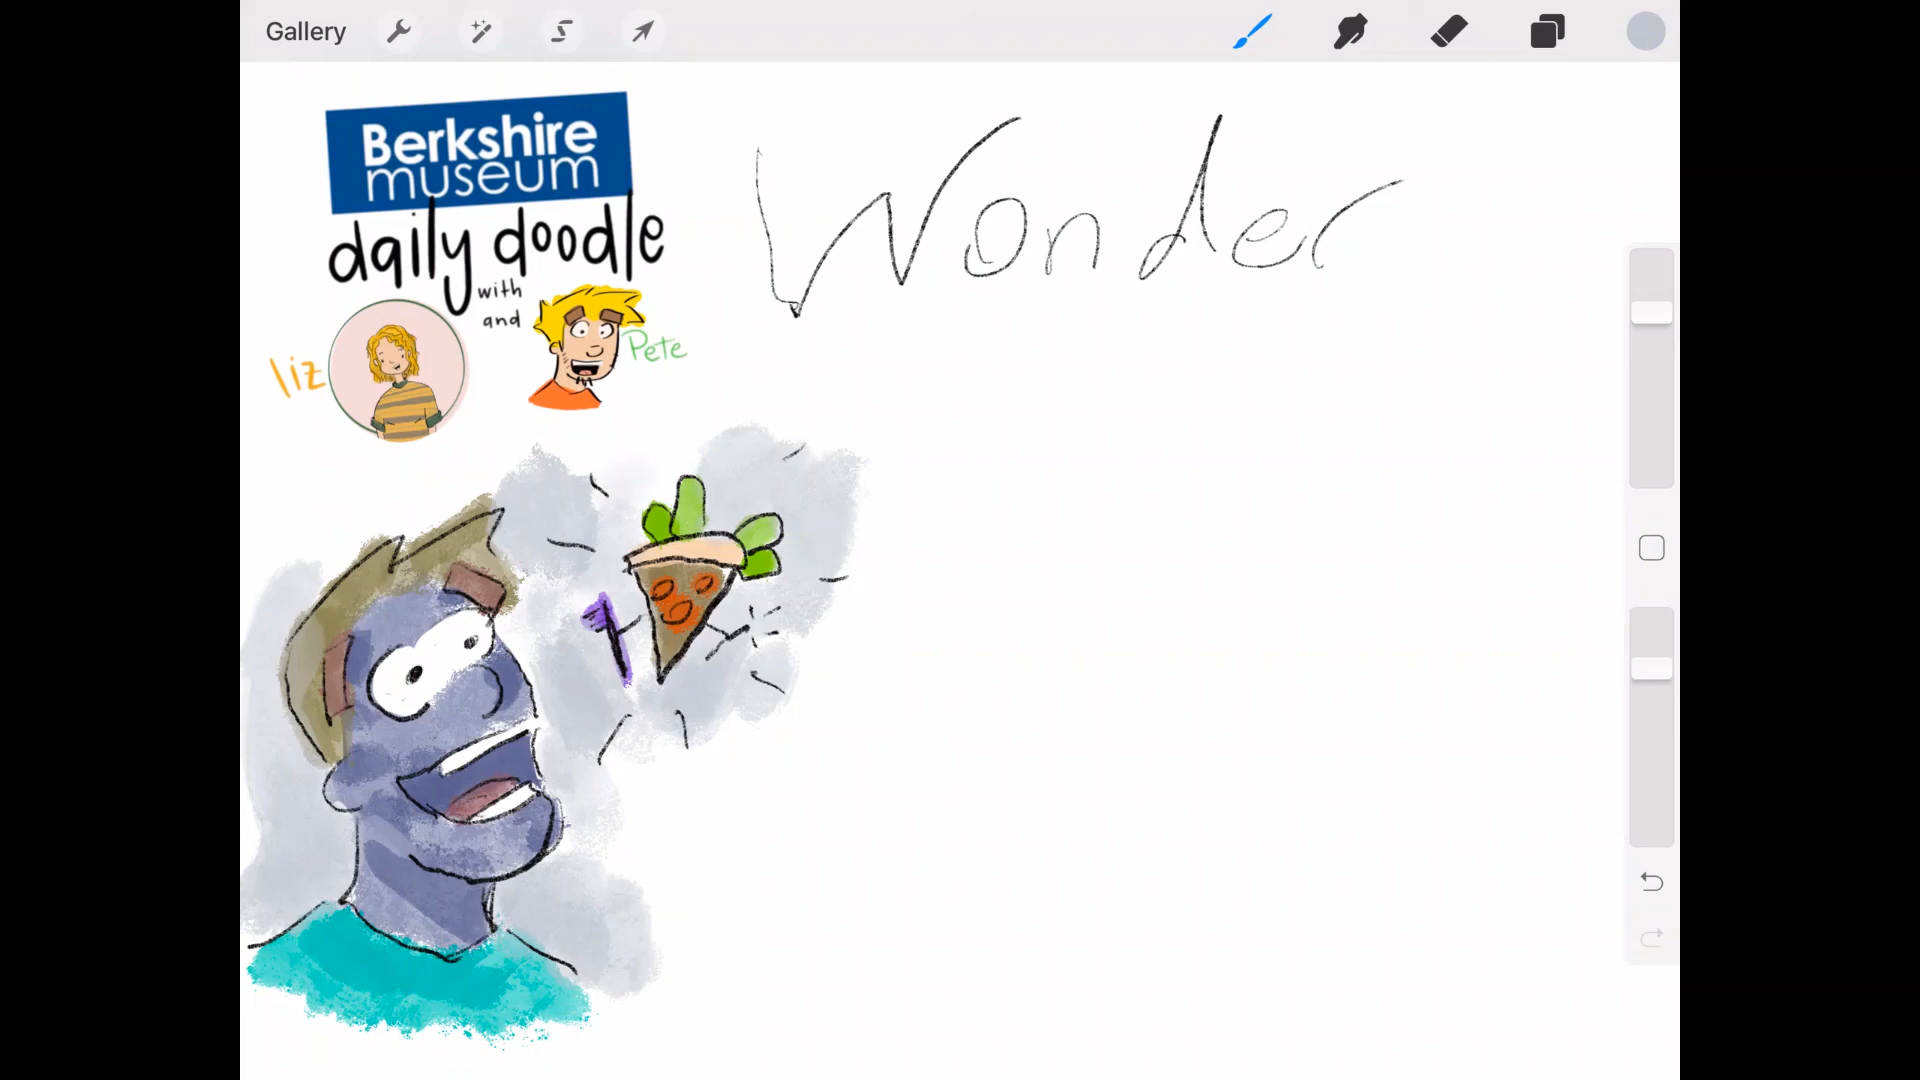 Gallery
Berkshire
museum
daily doodle
with
and
liz
Pete
Wonder